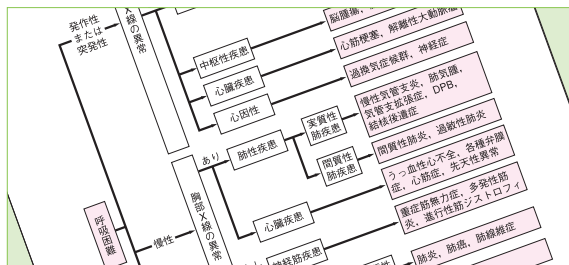 発作性
または
突発性
X線の異常
脳腫瘍、
中枢性疾患
心筋梗塞、解離性大動脈瘤
心臓疾患
過換気症候群、神経症
心因性
慢性気管支炎、肺気腫、
気管支拡張症、DPB、
結核後遺症
実質性
肺疾患
あり
肺性疾患
間質性肺炎、過敏性肺炎
間質性
肺疾患
うっ血性心不全、各種弁膜
症、心筋症、先天性異常
胸部X線の異常
呼吸困難
慢性
心臓疾患
重症筋無力症、多発性筋
炎、進行性筋ジストロフィ
神経筋疾患
肺炎、肺癌、肺線維症